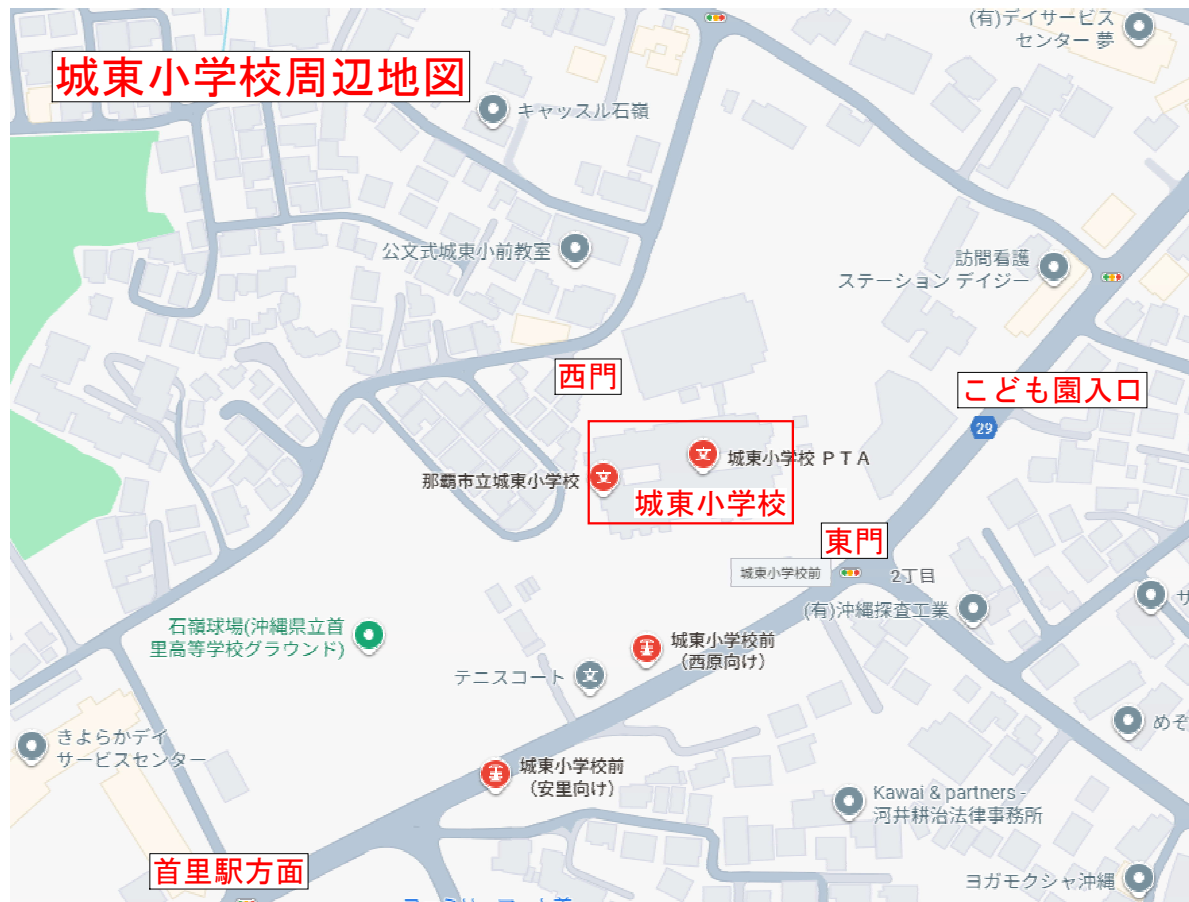 (有)デイサービス
センター 夢
城東小学校周辺地図
キャッスル石嶺
公文式城東小前教室
訪問看護
ステーション デイジー
西門
こども園入口
29
城東小学校 ＰＴＡ
那覇市立城東小学校
城東小学校
東門
城東小学校前
2丁目
(有)沖縄探査工業
サ
石嶺球場(沖縄県立首
里高等学校グラウンド)
城東小学校前
（西原向け）
テニスコート
めぞ
きよらかデイ
サービスセンター
城東小学校前
（安里向け）
Kawai & partners -
河井耕治法律事務所
首里駅方面
ヨガモクシャ沖縄